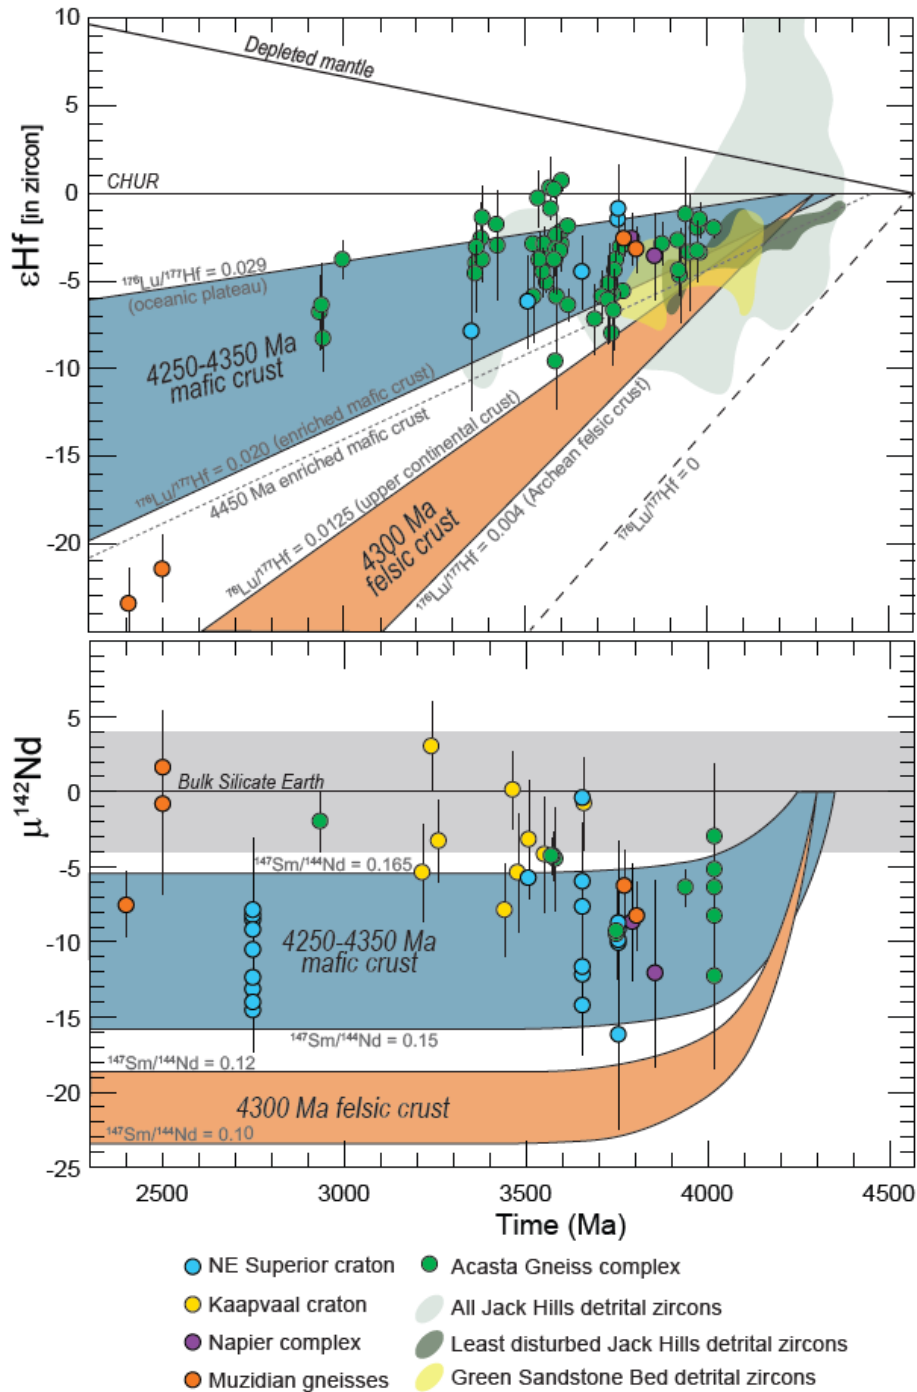 10
5
0
-5
-10
-15
-20
εHf [in zircon]
Depleted mantle
CHUR
¹⁷⁶Lu/¹⁷⁷Hf = 0.029
(oceanic plateau)
4250-4350 Ma
mafic crust
¹⁷⁶Lu/¹⁷⁷Hf = 0.020 (enriched mafic crust)
4450 Ma enriched mafic crust
⁷⁶Lu/¹⁷⁷Hf = 0.0125 (upper continental crust)
4300 Ma
felsic crust
¹⁷⁶Lu/¹⁷⁷Hf = 0.004 (Archean felsic crust)
¹⁷⁶Lu/¹⁷⁷Hf = 0
5
0
-5
-10
-15
-20
-25
μ¹⁴²Nd
Bulk Silicate Earth
¹⁴⁷Sm/¹⁴⁴Nd = 0.165
4250-4350 Ma
mafic crust
¹⁴⁷Sm/¹⁴⁴Nd = 0.15
¹⁴⁷Sm/¹⁴⁴Nd = 0.12
4300 Ma felsic crust
¹⁴⁷Sm/¹⁴⁴Nd = 0.10
2500 3000 3500 4000 4500
Time (Ma)
NE Superior craton
Kaapvaal craton
Napier complex
Muzidian gneisses
Acasta Gneiss complex
All Jack Hills detrital zircons
Least disturbed Jack Hills detrital zircons
Green Sandstone Bed detrital zircons